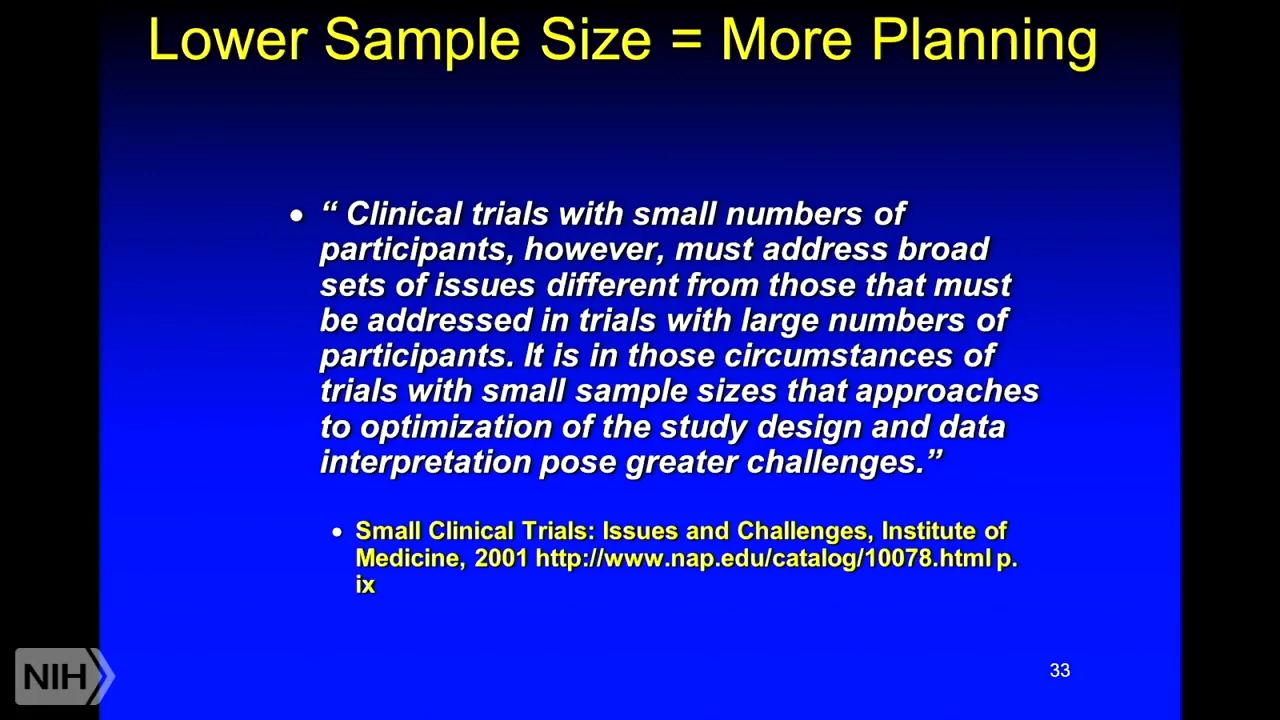 Lower Sample Size = More Planning
• “ Clinical trials with small numbers of
participants, however, must address broad
sets of issues different from those that must
be addressed in trials with large numbers of
participants. It is in those circumstances of
trials with small sample sizes that approaches
to optimization of the study design and data
interpretation pose greater challenges.”
• Small Clinical Trials: Issues and Challenges, Institute of
Medicine, 2001 http://www.nap.edu/catalog/10078.html p.
ix
NIH
33